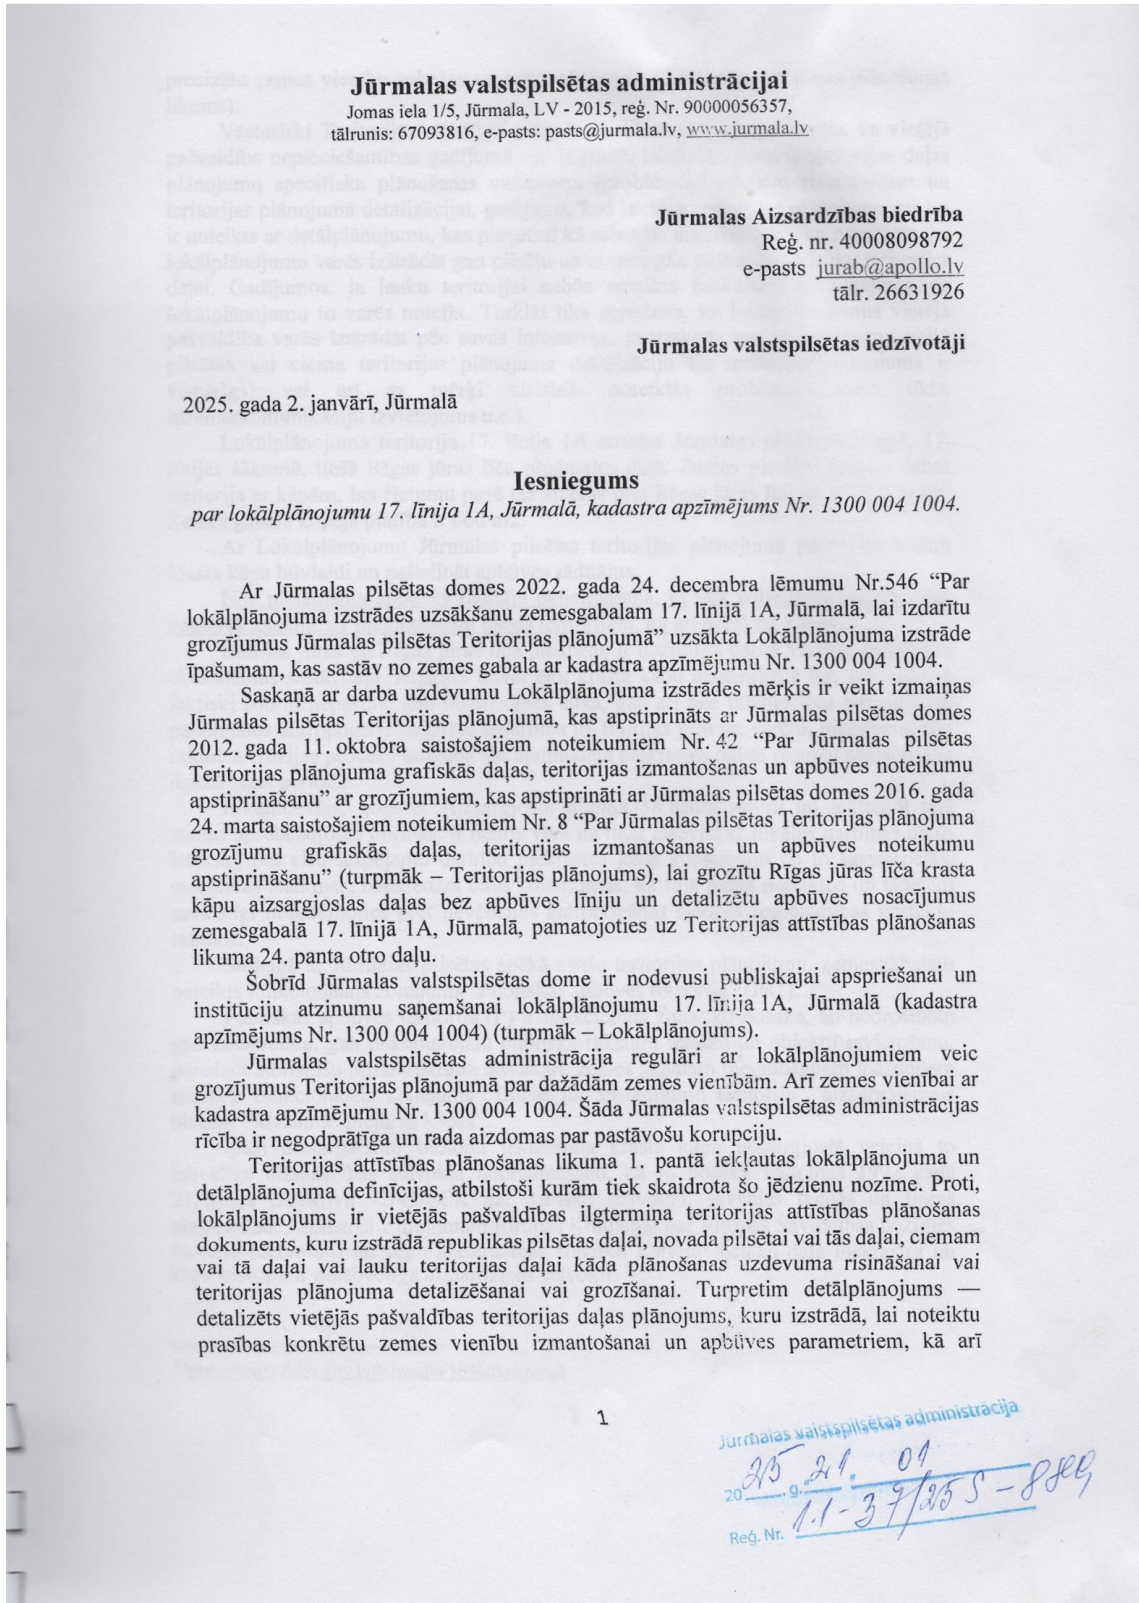 Jūrmalas valstspilsētas administrācijai
Jomas iela 1/5, Jūrmala, LV - 2015, reģ. Nr. 90000056357,
tālrunis: 67093816, e-pasts: pasts@jurmala.lv, www.jurmala.lv
Jūrmalas Aizsardzības biedrība
Reģ. nr. 40008098792
e-pasts jurab@apollo.lv
tālr. 26631926
Jūrmalas valstspilsētas iedzīvotāji
2025. gada 2. janvārī, Jūrmalā
Iesniegums
par lokālplānojumu 17. līnija 1A, Jūrmalā, kadastra apzīmējums Nr. 1300 004 1004.
Ar Jūrmalas pilsētas domes 2022. gada 24. decembra lēmumu Nr.546 “Par
lokālplānojuma izstrādes uzsākšanu zemesgabalam 17. līnijā 1A, Jūrmalā, lai izdarītu
grozījumus Jūrmalas pilsētas Teritorijas plānojumā” uzsākta Lokālplānojuma izstrāde
īpašumam, kas sastāv no zemes gabala ar kadastra apzīmējumu Nr. 1300 004 1004.
Saskaņā ar darba uzdevumu Lokālplānojuma izstrādes mērķis ir veikt izmaiņas
Jūrmalas pilsētas Teritorijas plānojumā, kas apstiprināts ar Jūrmalas pilsētas domes
2012. gada 11. oktobra saistošajiem noteikumiem Nr. 42 “Par Jūrmalas pilsētas
Teritorijas plānojuma grafiskās daļas, teritorijas izmantošanas un apbūves noteikumu
apstiprināšanu” ar grozījumiem, kas apstiprināti ar Jūrmalas pilsētas domes 2016. gada
24. marta saistošajiem noteikumiem Nr. 8 “Par Jūrmalas pilsētas Teritorijas plānojuma
grozījumu grafiskās daļas, teritorijas izmantošanas un apbūves noteikumu
apstiprināšanu” (turpmāk – Teritorijas plānojums), lai grozītu Rīgas jūras līča krasta
kāpu aizsargjoslas daļas bez apbūves līniju un detalizētu apbūves nosacījumus
zemesgabalā 17. līnijā 1A, Jūrmalā, pamatojoties uz Teritorijas attīstības plānošanas
likuma 24. panta otro daļu.
Šobrīd Jūrmalas valstspilsētas dome ir nodevusi publiskajai apspriešanai un
institūciju atzinumu saņemšanai lokālplānojumu 17. līnija 1A, Jūrmalā (kadastra
apzīmējums Nr. 1300 004 1004) (turpmāk – Lokālplānojums).
Jūrmalas valstspilsētas administrācija regulāri ar lokālplānojumiem veic
grozījumus Teritorijas plānojumā par dažādām zemes vienībām. Arī zemes vienībai ar
kadastra apzīmējumu Nr. 1300 004 1004. Šāda Jūrmalas valstspilsētas administrācijas
rīcība ir negodprātīga un rada aizdomas par pastāvošu korupciju.
Teritorijas attīstības plānošanas likuma 1. pantā iekļautas lokālplānojuma un
detālplānojuma definīcijas, atbilstoši kurām tiek skaidrota šo jēdzienu nozīme. Proti,
lokālplānojums ir vietējās pašvaldības ilgtermiņa teritorijas attīstības plānošanas
dokuments, kuru izstrādā republikas pilsētas daļai, novada pilsētai vai tās daļai, ciemam
vai tā daļai vai lauku teritorijas daļai kāda plānošanas uzdevuma risināšanai vai
teritorijas plānojuma detalizēšanai vai grozīšanai. Turpretim detālplānojums —
detalizēts vietējās pašvaldības teritorijas daļas plānojums, kuru izstrādā, lai noteiktu
prasības konkrētu zemes vienību izmantošanai un apbūves parametriem, kā arī
1
Jūrmalas valstspilsētas administrācija
2025 .g. 21. 01
Reģ. Nr. 1.1-37/25S-889